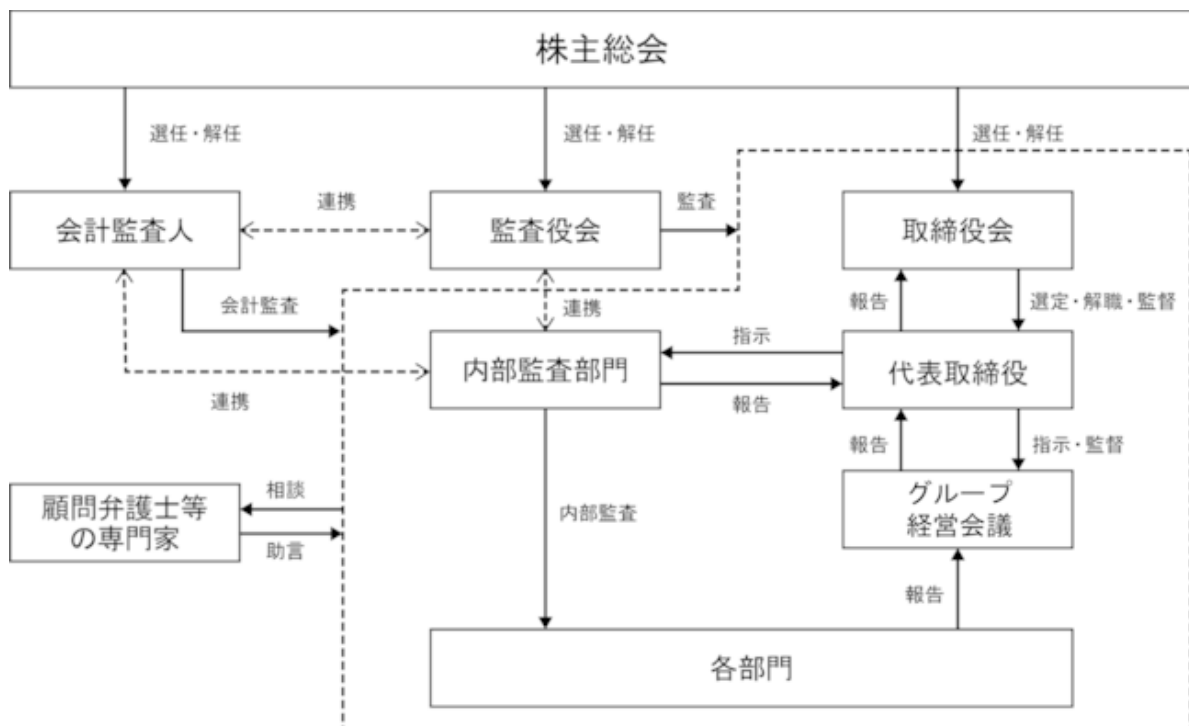 株主総会
選任・解任
選任・解任
選任・解任
会計監査人
連携
監査役会
監査
取締役会
会計監査
連携
報告
選定・解職・監督
連携
内部監査部門
指示
報告
代表取締役
報告
指示・監督
顧問弁護士等
の専門家
相談
助言
内部監査
グループ
経営会議
報告
各部門